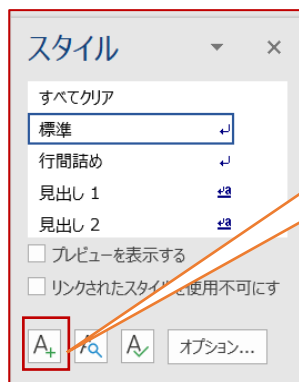 スタイル
すべてクリア
標準
行間詰め
見出し 1
見出し 2
プレビューを表示する
リンクされたスタイルを使用不可にす
オプション...